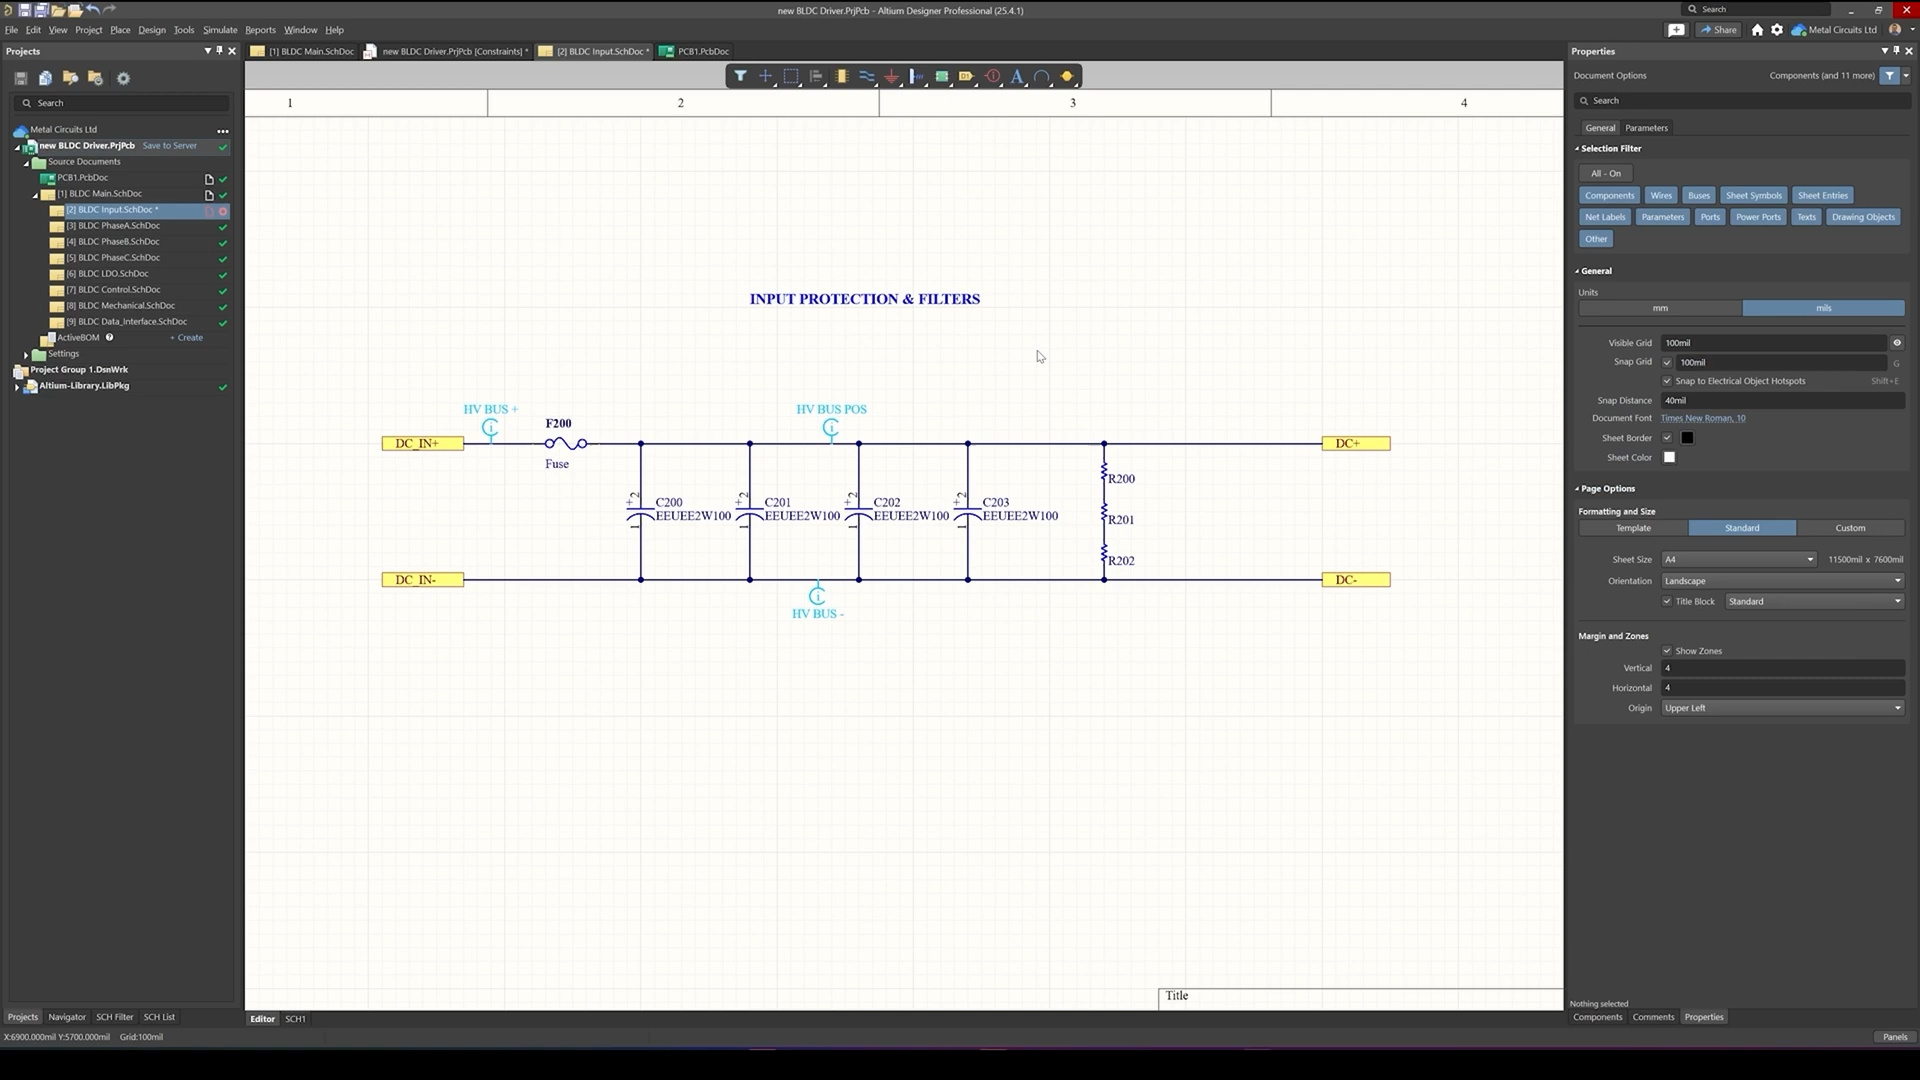 new BLDC Driver.PrjPcb - Altium Designer Professional (25.4.1)
Search
File Edit View Project Place Design Tools Simulate Reports Window Help
Share
Metal Circuits Ltd
Projects
[1] BLDC Main.SchDoc
new BLDC Driver.PrjPcb [Constraints] *
[2] BLDC Input.SchDoc *
PCB1.PcbDoc
Search
Metal Circuits Ltd
new BLDC Driver.PrjPcb Save to Server
Source Documents
PCB1.PcbDoc
[1] BLDC Main.SchDoc
[2] BLDC Input.SchDoc *
[3] BLDC PhaseA.SchDoc
[4] BLDC PhaseB.SchDoc
[5] BLDC PhaseC.SchDoc
[6] BLDC LDO.SchDoc
[7] BLDC Control.SchDoc
[8] BLDC Mechanical.SchDoc
[9] BLDC Data_Interface.SchDoc
ActiveBOM ? + Create
Settings
Project Group 1.DsnWrk
Altium-Library.LibPkg
Projects Navigator SCH Filter SCH List
X:6900.000mil Y:5700.000mil Grid:100mil
1 2 3 4
INPUT PROTECTION & FILTERS
HV BUS +
F200
Fuse
HV BUS POS
DC_IN+
DC+
+ 2 C200
EEUEE2W100
1
+ 2 C201
EEUEE2W100
1
+ 2 C202
EEUEE2W100
1
+ 2 C203
EEUEE2W100
1
R200
R201
R202
DC_IN-
DC-
HV BUS -
Title
Editor SCH1
Properties
Document Options Components (and 11 more)
Search
General Parameters
Selection Filter
All - On
Components Wires Buses Sheet Symbols Sheet Entries
Net Labels Parameters Ports Power Ports Texts Drawing Objects
Other
General
Units
mm mils
Visible Grid 100mil
Snap Grid 100mil G
Snap to Electrical Object Hotspots Shift+E
Snap Distance 40mil
Document Font Times New Roman, 10
Sheet Border
Sheet Color
Page Options
Formatting and Size
Template Standard Custom
Sheet Size A4 11500mil x 7600mil
Orientation Landscape
Title Block Standard
Margin and Zones
Show Zones
Vertical 4
Horizontal 4
Origin Upper Left
Nothing selected
Components Comments Properties
Panels